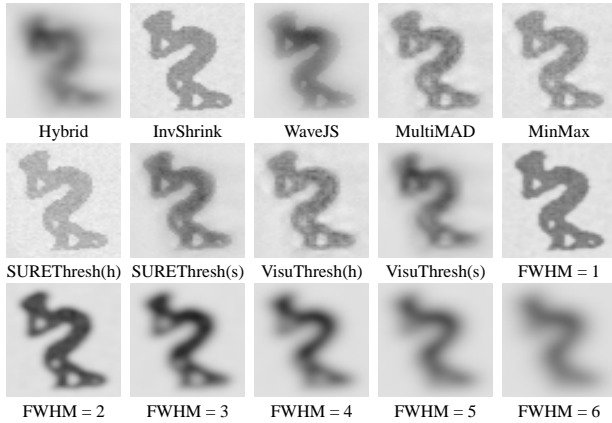 Hybrid InvShrink WaveJS MultiMAD MinMax
SUREThresh(h) SUREThresh(s) VisuThresh(h) VisuThresh(s) FWHM = 1
FWHM = 2 FWHM = 3 FWHM = 4 FWHM = 5 FWHM = 6